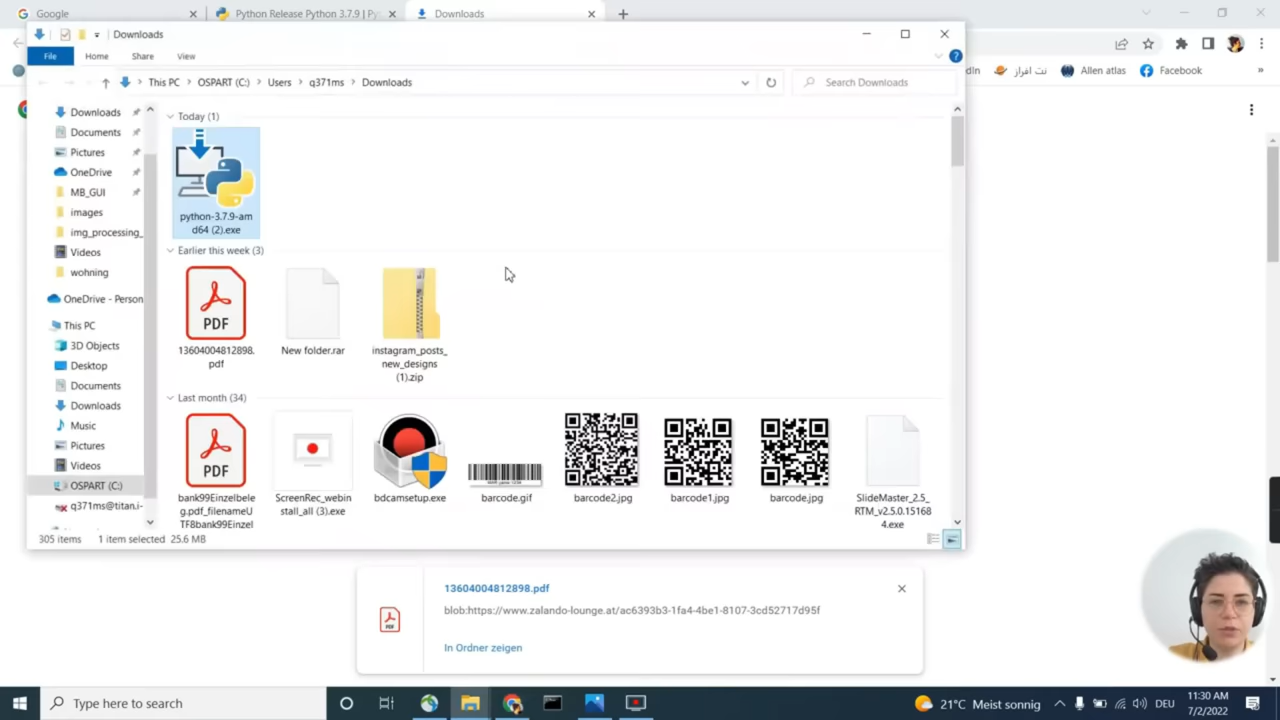 Google
Python Release Python 3.7.9 | Py
Downloads
Downloads
File
Home
Share
View
This PC
OSPART (C:)
Users
q371ms
Downloads
Search Downloads
نت افراز
Allen atlas
Facebook
Downloads
Documents
Pictures
OneDrive
MB_GUI
images
img_processing_
Videos
wohning
OneDrive - Person
This PC
3D Objects
Desktop
Documents
Downloads
Music
Pictures
Videos
OSPART (C:)
q371ms@titan.i-
Today (1)
python-3.7.9-am
d64 (2).exe
Earlier this week (3)
PDF
13604004812898.
pdf
New folder.rar
instagram_posts_
new_designs
(1).zip
Last month (34)
PDF
bank99Einzelbele
g.pdf_filenameU
TF8bank99Einzel
ScreenRec_webin
stall_all (3).exe
bdcamsetup.exe
barcode.gif
barcode2.jpg
barcode1.jpg
barcode.jpg
SlideMaster_2.5_
RTM_v2.5.0.15168
4.exe
305 items
1 item selected 25.6 MB
13604004812898.pdf
blob:https://www.zalando-lounge.at/ac6393b3-1fa4-4be1-8107-3cd52717d95f
In Ordner zeigen
Type here to search
21°C Meist sonnig
DEU
11:30 AM
7/2/2022